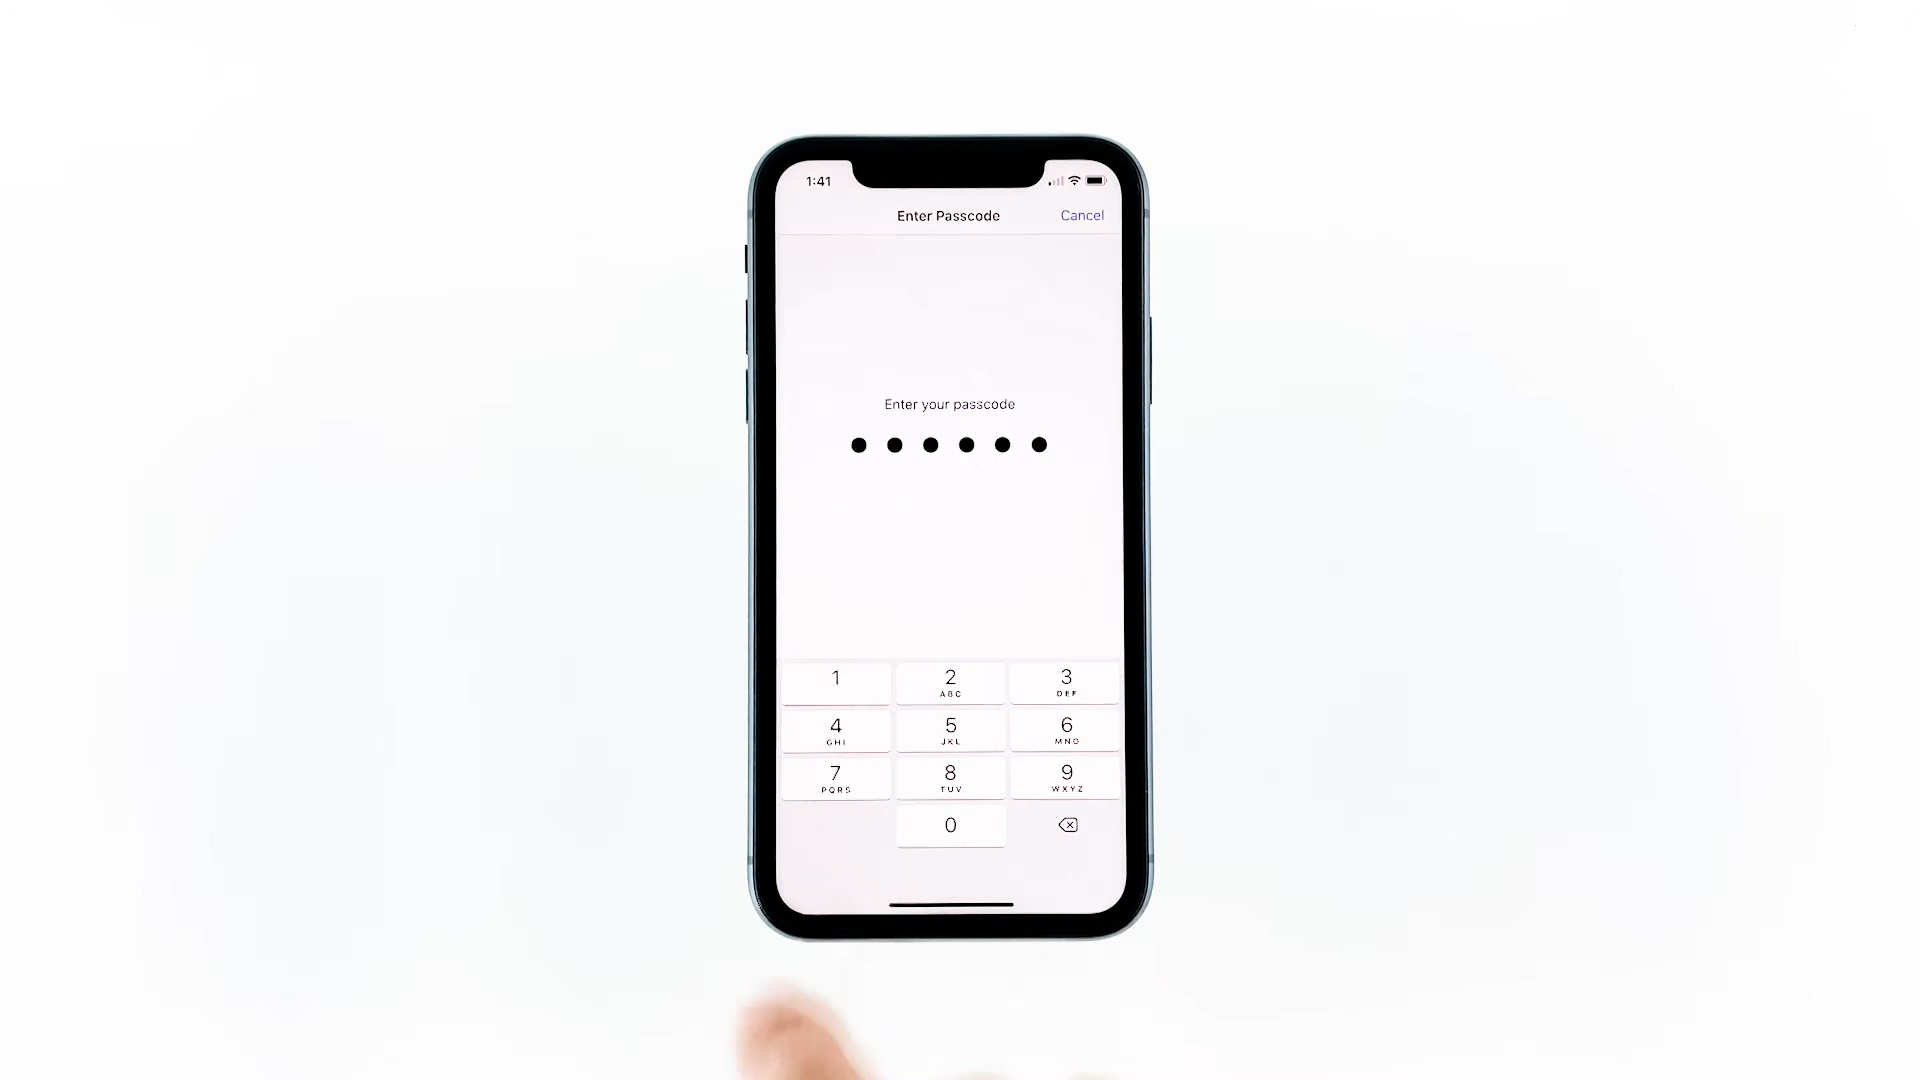 1:41
Enter Passcode Cancel
Enter your passcode
1 2 3
ABC DEF
4 5 6
GHI JKL MNO
7 8 9
PQRS TUV WXYZ
0